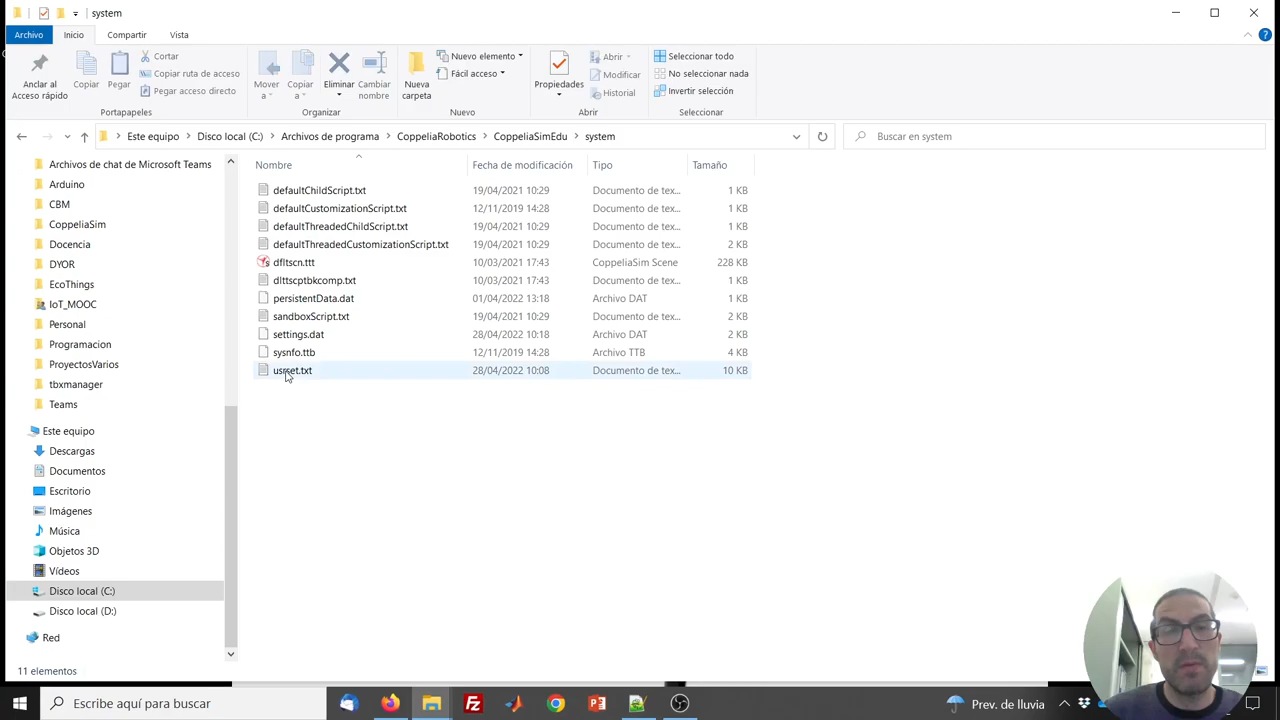 system
Archivo
Inicio
Compartir
Vista
Anclar al
Acceso rápido
Copiar
Pegar
Cortar
Copiar ruta de acceso
Pegar acceso directo
Portapapeles
Mover
a
Copiar
a
Eliminar
Cambiar
nombre
Organizar
Nueva
carpeta
Nuevo elemento
Fácil acceso
Nuevo
Propiedades
Abrir
Modificar
Historial
Abrir
Seleccionar todo
No seleccionar nada
Invertir selección
Seleccionar
Este equipo > Disco local (C:) > Archivos de programa > CoppeliaRobotics > CoppeliaSimEdu > system
Buscar en system
Archivos de chat de Microsoft Teams
Arduino
CBM
CoppeliaSim
Docencia
DYOR
EcoThings
IoT_MOOC
Personal
Programacion
ProyectosVarios
tbxmanager
Teams
Este equipo
Descargas
Documentos
Escritorio
Imágenes
Música
Objetos 3D
Vídeos
Disco local (C:)
Disco local (D:)
Red
Nombre Fecha de modificación Tipo Tamaño
defaultChildScript.txt 19/04/2021 10:29 Documento de tex... 1 KB
defaultCustomizationScript.txt 12/11/2019 14:28 Documento de tex... 1 KB
defaultThreadedChildScript.txt 19/04/2021 10:29 Documento de tex... 1 KB
defaultThreadedCustomizationScript.txt 19/04/2021 10:29 Documento de tex... 2 KB
dfltscn.ttt 10/03/2021 17:43 CoppeliaSim Scene 228 KB
dlttscptbkcomp.txt 10/03/2021 17:43 Documento de tex... 1 KB
persistentData.dat 01/04/2022 13:18 Archivo DAT 1 KB
sandboxScript.txt 19/04/2021 10:29 Documento de tex... 1 KB
settings.dat 28/04/2022 10:18 Archivo DAT 2 KB
sysnfo.ttb 12/11/2019 14:28 Archivo TTB 4 KB
usrset.txt 28/04/2022 10:08 Documento de tex... 10 KB
11 elementos
Escribe aquí para buscar
Prev. de lluvia